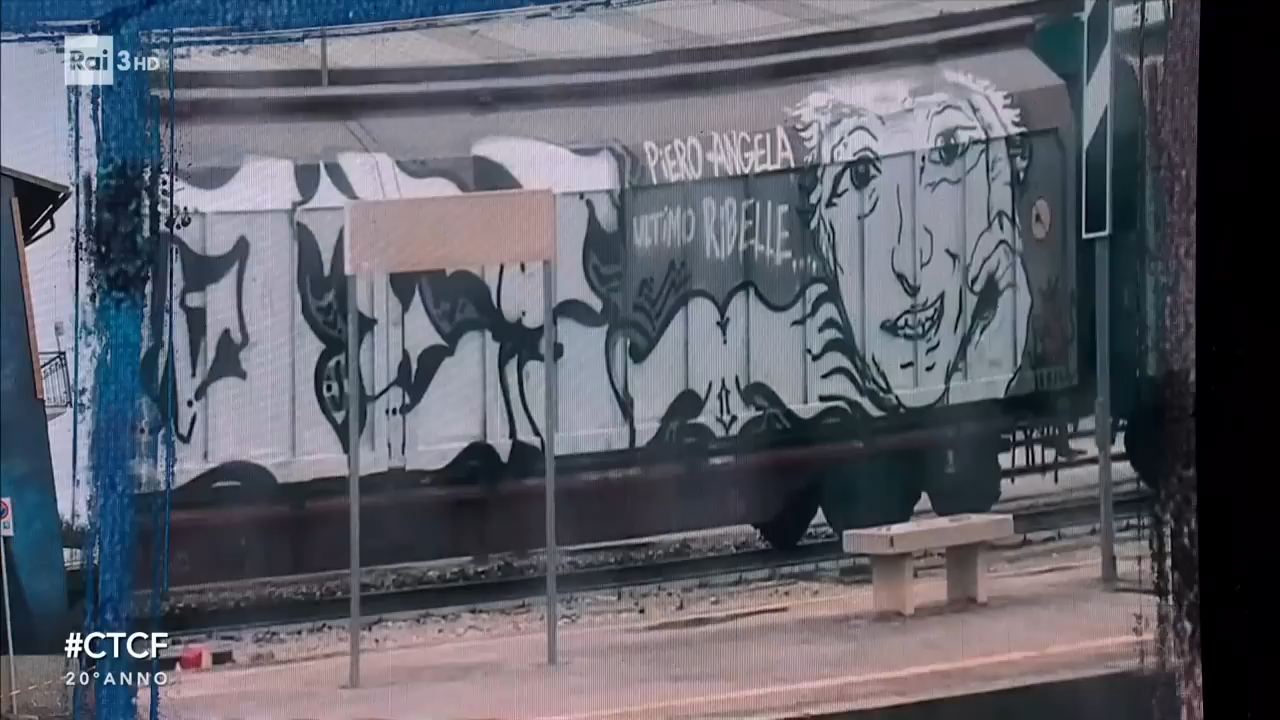 Rai 3HD
PIERO ANGELA
ULTIMO RIBELLE....
#CTCF
20°ANNO